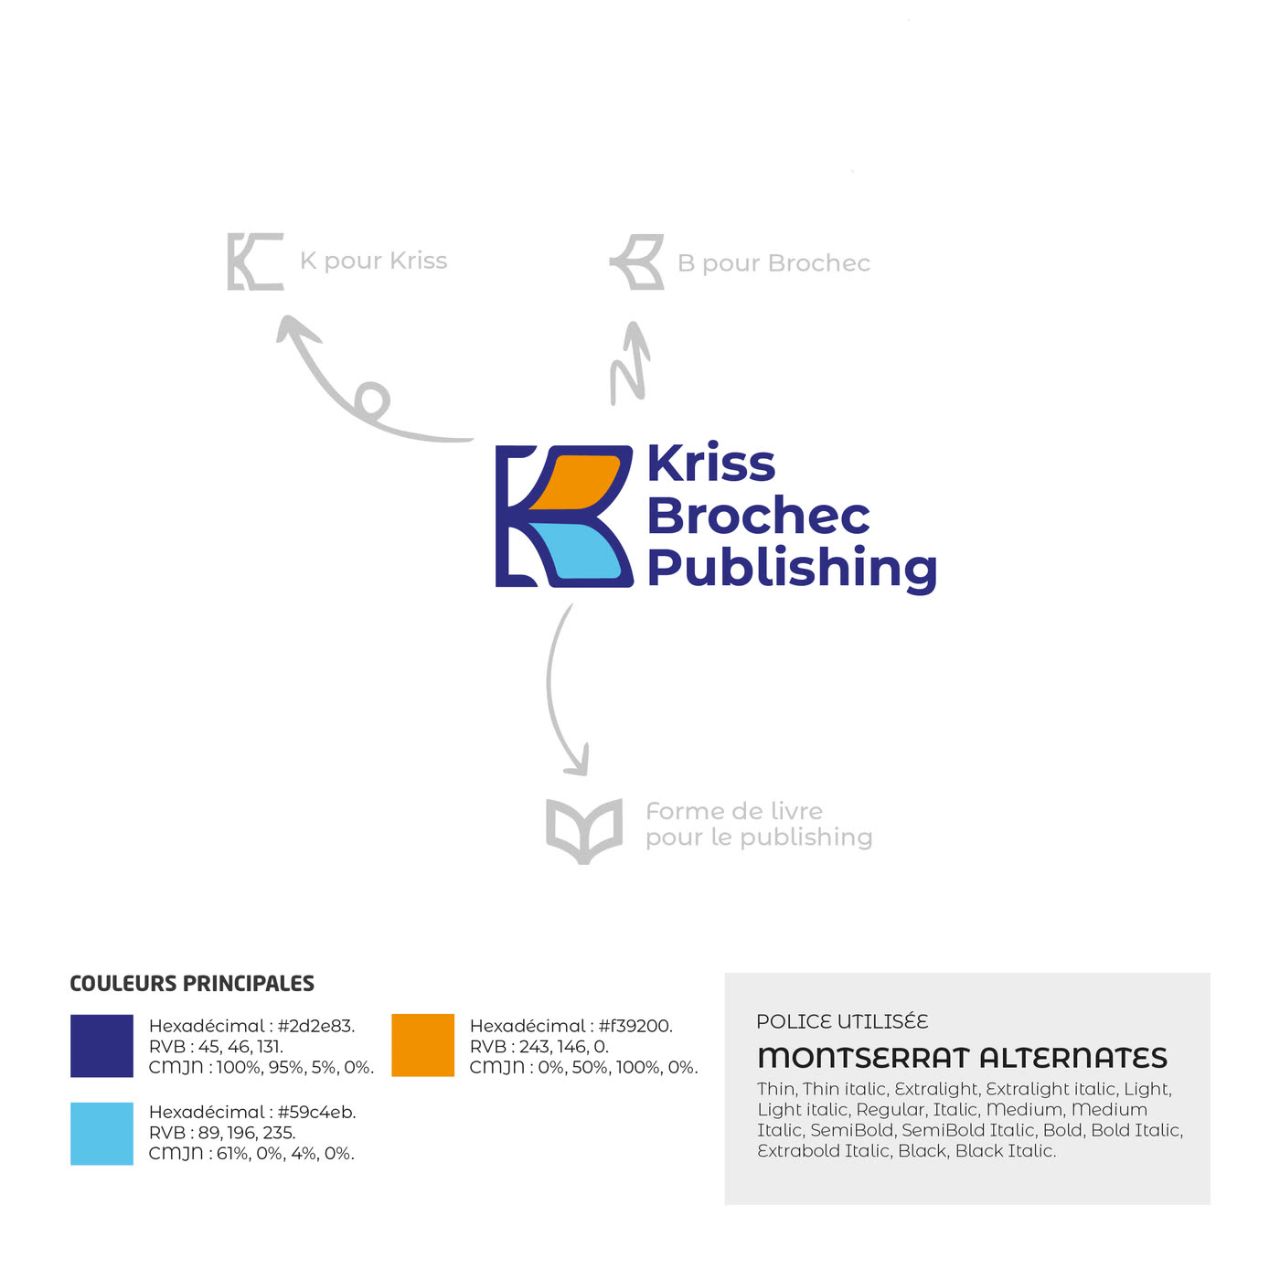 K pour Kriss
B pour Brochec
Kriss
Brochec
Publishing
Forme de livre
pour le publishing
COULEURS PRINCIPALES
Hexadécimal : #2d2e83.
RVB : 45, 46, 131.
CMJN : 100%, 95%, 5%, 0%.
Hexadécimal : #f39200.
RVB : 243, 146, 0.
CMJN : 0%, 50%, 100%, 0%.
Hexadécimal : #59c4eb.
RVB : 89, 196, 235.
CMJN : 61%, 0%, 4%, 0%.
POLICE UTILISÉE
MONTSERRAT ALTERNATES
Thin, Thin italic, Extralight, Extralight italic, Light,
Light italic, Regular, Italic, Medium, Medium
Italic, SemiBold, SemiBold Italic, Bold, Bold Italic,
Extrabold Italic, Black, Black Italic.